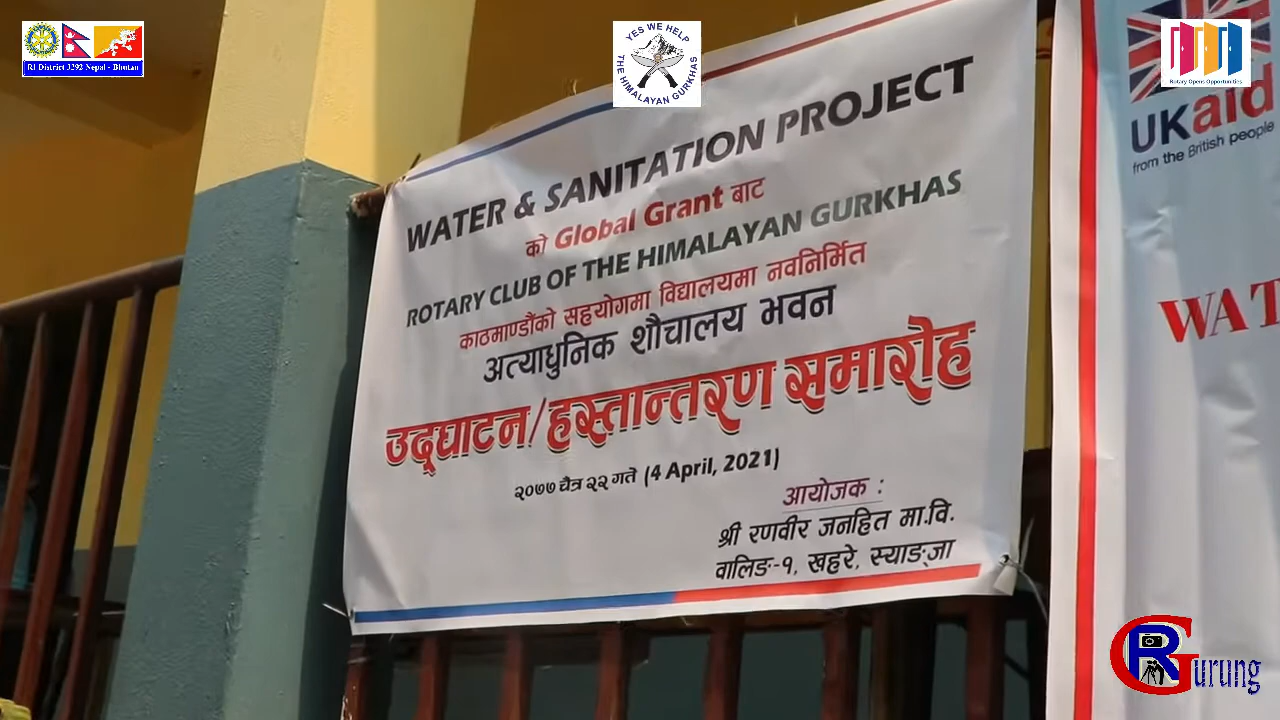 RI District 3292 Nepal - Bhutan
YES WE HELP
THE HIMALAYAN GURKHAS
Rotary Opens Opportunities
WATER & SANITATION PROJECT
को Global Grant बाट
ROTARY CLUB OF THE HIMALAYAN GURKHAS
काठमाण्डौंको सहयोगमा विद्यालयमा नवनिर्मित
अत्याधुनिक शौचालय भवन
उद्घाटन/हस्तान्तरण समारोह
२०७७ चैत्र २२ गते (4 April, 2021)
आयोजक :
श्री रणवीर जनहित मा.वि.
वालिङ-१, खहरे, स्याङ्जा
UKaid
from the British people
WAT
RGurung